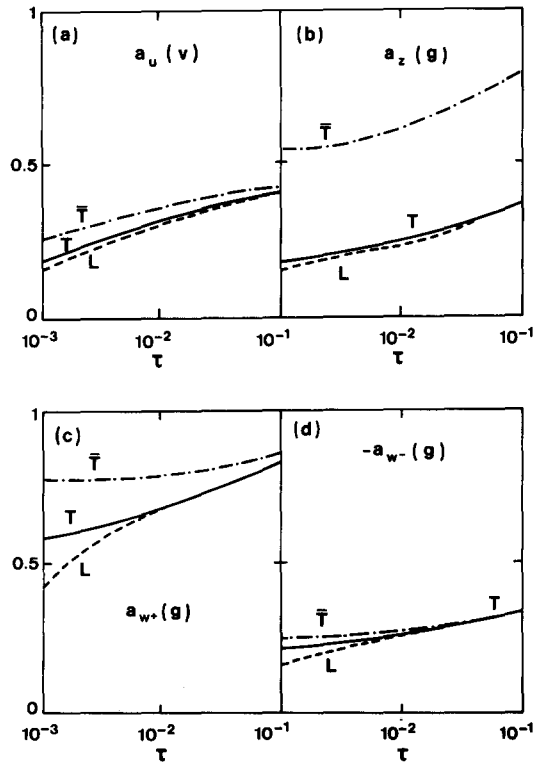 1
(a) a_u (v)
(b) a_z (g)
T̿
T̿
0.5
T
L
T
L
0
10⁻³ 10⁻² 10⁻¹ 10⁻² 10⁻¹
τ τ
1
(c)
(d)
-a_w- (g)
T̿
T
L
0.5
a_w+ (g)
T̿
T
L
0
10⁻³ 10⁻² 10⁻¹ 10⁻² 10⁻¹
τ τ